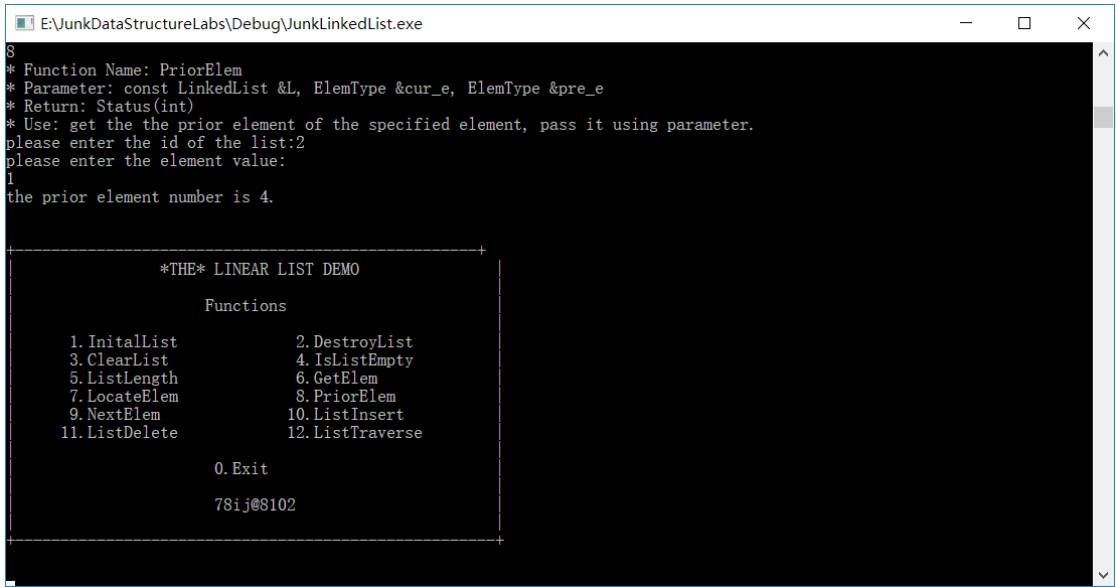 E:\JunkDataStructureLabs\Debug\JunkLinkedList.exe
8
* Function Name: PriorElem
* Parameter: const LinkedList &L, ElemType &cur_e, ElemType &pre_e
* Return: Status(int)
* Use: get the the prior element of the specified element, pass it using parameter.
please enter the id of the list:2
please enter the element value:
1
the prior element number is 4.
*THE* LINEAR LIST DEMO
Functions
1.InitalList 2.DestroyList
3.ClearList 4.IsListEmpty
5.ListLength 6.GetElem
7.LocateElem 8.PriorElem
9.NextElem 10.ListInsert
11.ListDelete 12.ListTraverse
0.Exit
78ij@8102